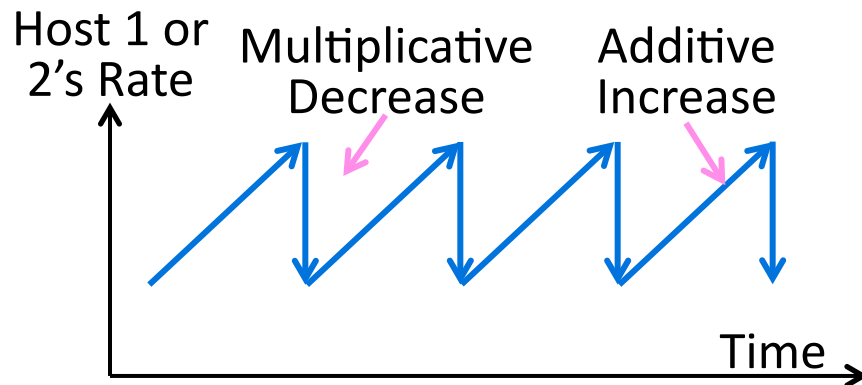 Host 1 or
2’s Rate
Multiplicative
Decrease
Additive
Increase
Time